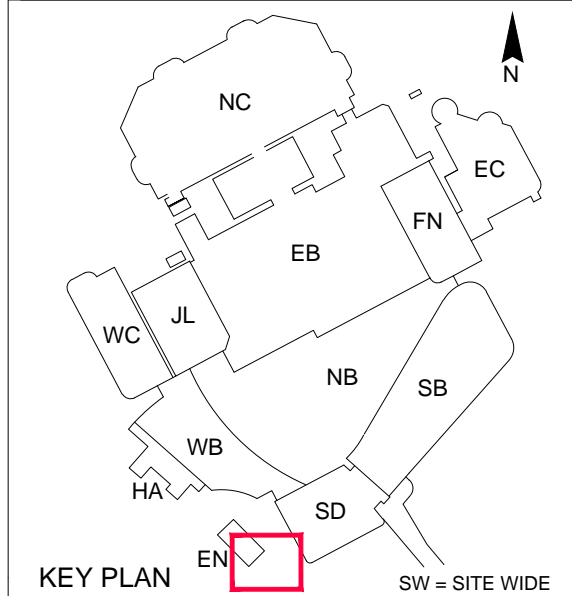 N
NC
EC
FN
EB
JL
WC
NB
SB
WB
HA
SD
EN
KEY PLAN
SW = SITE WIDE